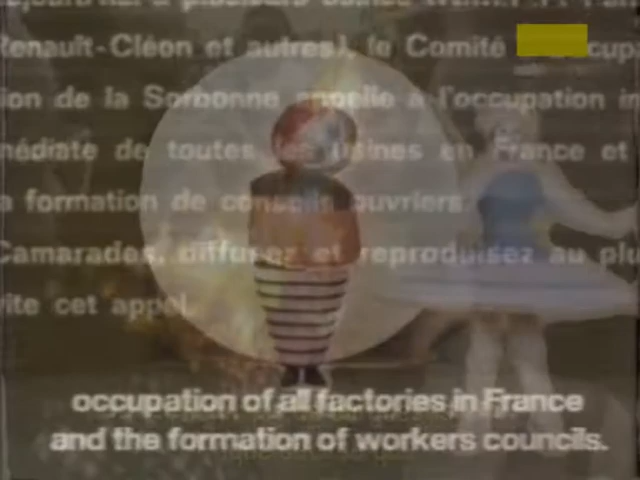 Renault-Cléon et autres), le Comité
ion de la Sorbonne appelle à l'occupation im
médiate de toutes les usines en France et
a formation de conseils ouvriers.
Camarades, diffusez et reproduisez au plu
vite cet appel.
occupation of all factories in France
and the formation of workers councils.